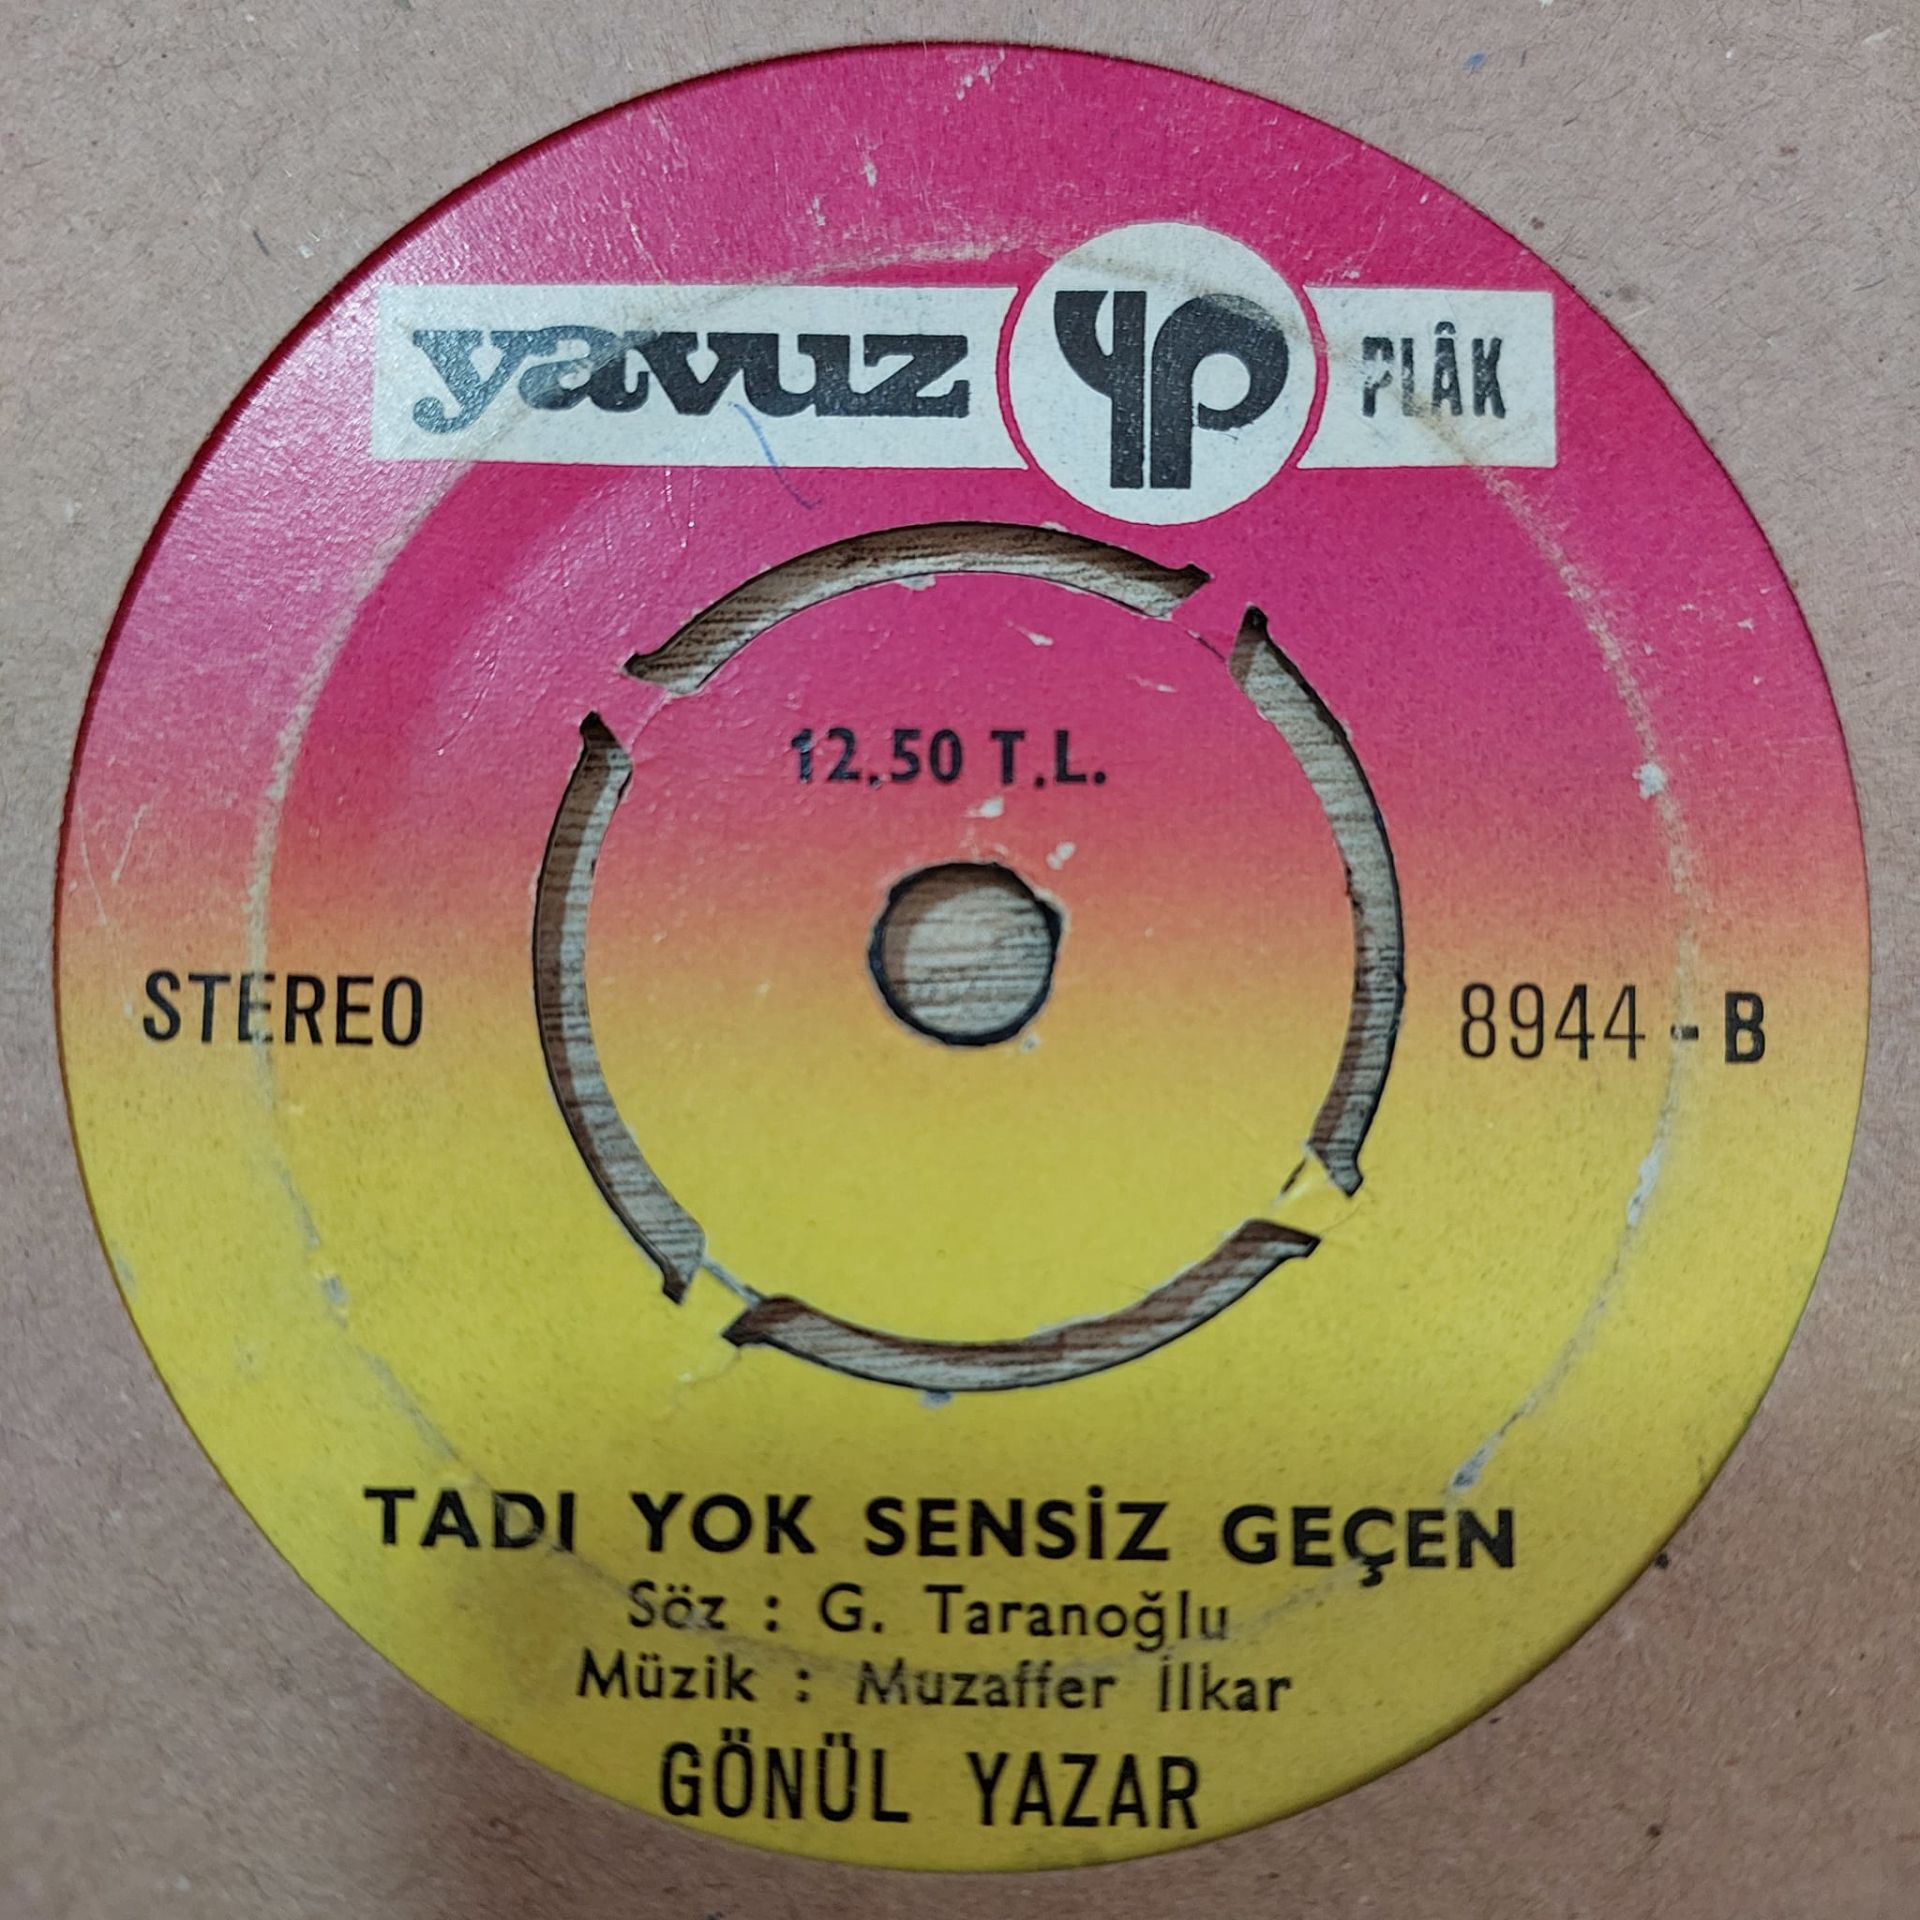 yavuz yp PLÂK
12.50 T.L.
STEREO 8944 - B
TADI YOK SENSİZ GEÇEN
Söz : G. Taranoğlu
Müzik : Muzaffer İlkar
GÖNÜL YAZAR